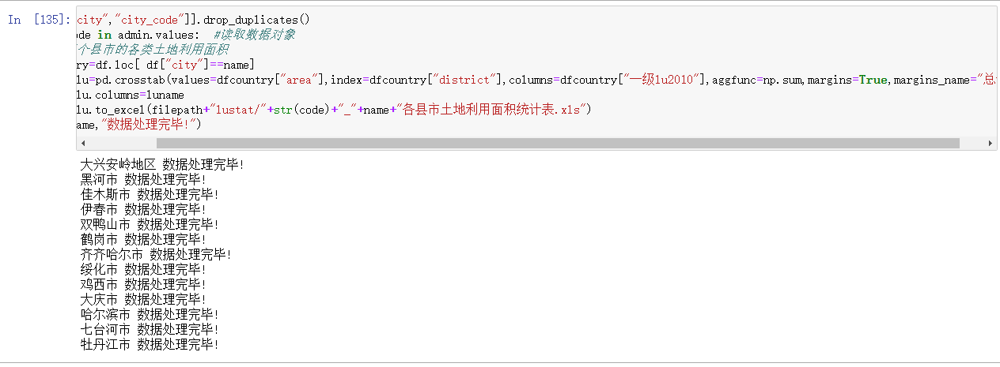 In [135]:
city","city_code"]].drop_duplicates()
de in admin.values:  #读取数据对象
个县市的各类土地利用面积
ry=df.loc[ df["city"]==name]
lu=pd.crosstab(values=dfcountry["area"],index=dfcountry["district"],columns=dfcountry["一级lu2010"],aggfunc=np.sum,margins=True,margins_name="总
lu.columns=luname
lu.to_excel(filepath+"lustat/"+str(code)+"_"+name+"各县市土地利用面积统计表.xls")
ame,"数据处理完毕!")
大兴安岭地区 数据处理完毕!
黑河市 数据处理完毕!
佳木斯市 数据处理完毕!
伊春市 数据处理完毕!
双鸭山市 数据处理完毕!
鹤岗市 数据处理完毕!
齐齐哈尔市 数据处理完毕!
绥化市 数据处理完毕!
鸡西市 数据处理完毕!
大庆市 数据处理完毕!
哈尔滨市 数据处理完毕!
七台河市 数据处理完毕!
牡丹江市 数据处理完毕!